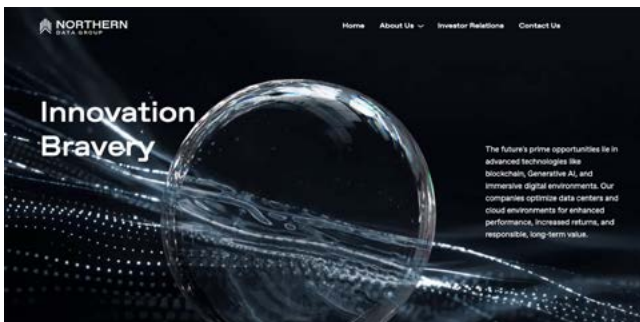 NORTHERN
DATA GROUP
Home About Us Investor Relations Contact Us
Innovation
Bravery
The future's prime opportunities lie in
advanced technologies like
blockchain, Generative AI, and
immersive digital environments. Our
companies optimize data centers and
cloud environments for enhanced
performance, increased returns, and
responsible, long-term value.